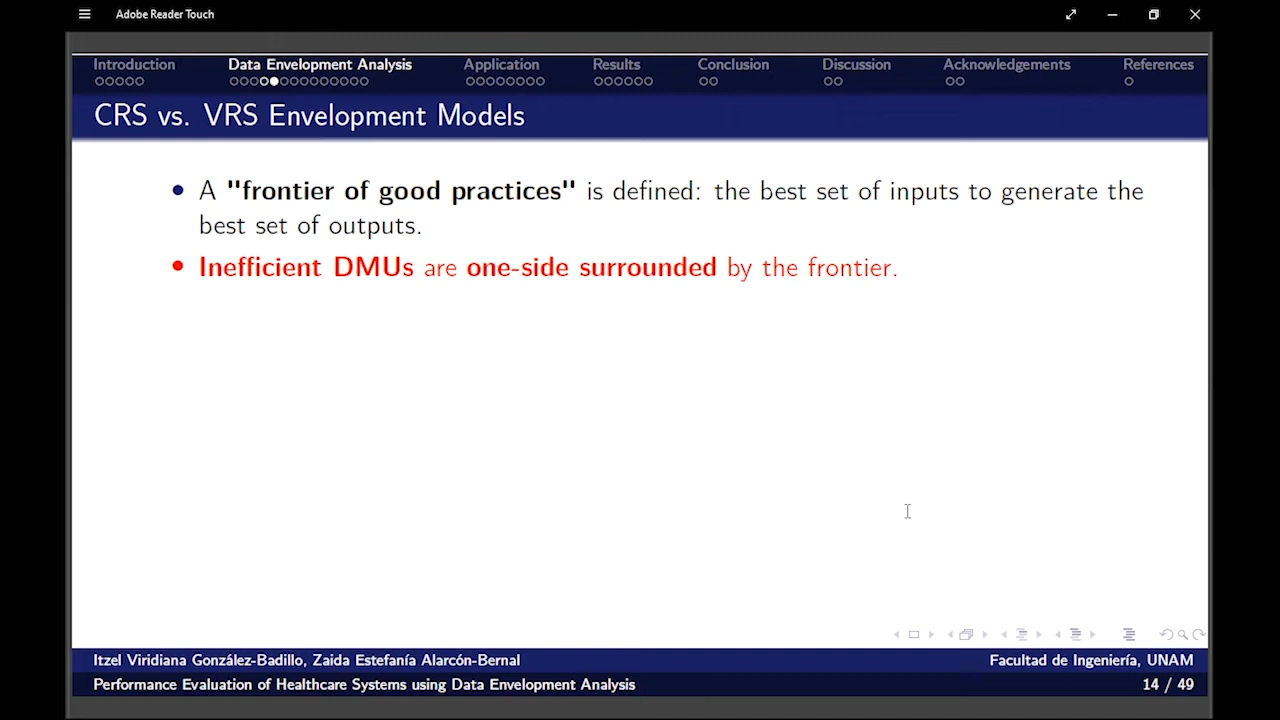 Adobe Reader Touch
Introduction Data Envelopment Analysis Application Results Conclusion Discussion Acknowledgements References
CRS vs. VRS Envelopment Models
• A "frontier of good practices" is defined: the best set of inputs to generate the
best set of outputs.
• Inefficient DMUs are one-side surrounded by the frontier.
Itzel Viridiana González-Badillo, Zaida Estefanía Alarcón-Bernal Facultad de Ingeniería, UNAM
Performance Evaluation of Healthcare Systems using Data Envelopment Analysis 14 / 49